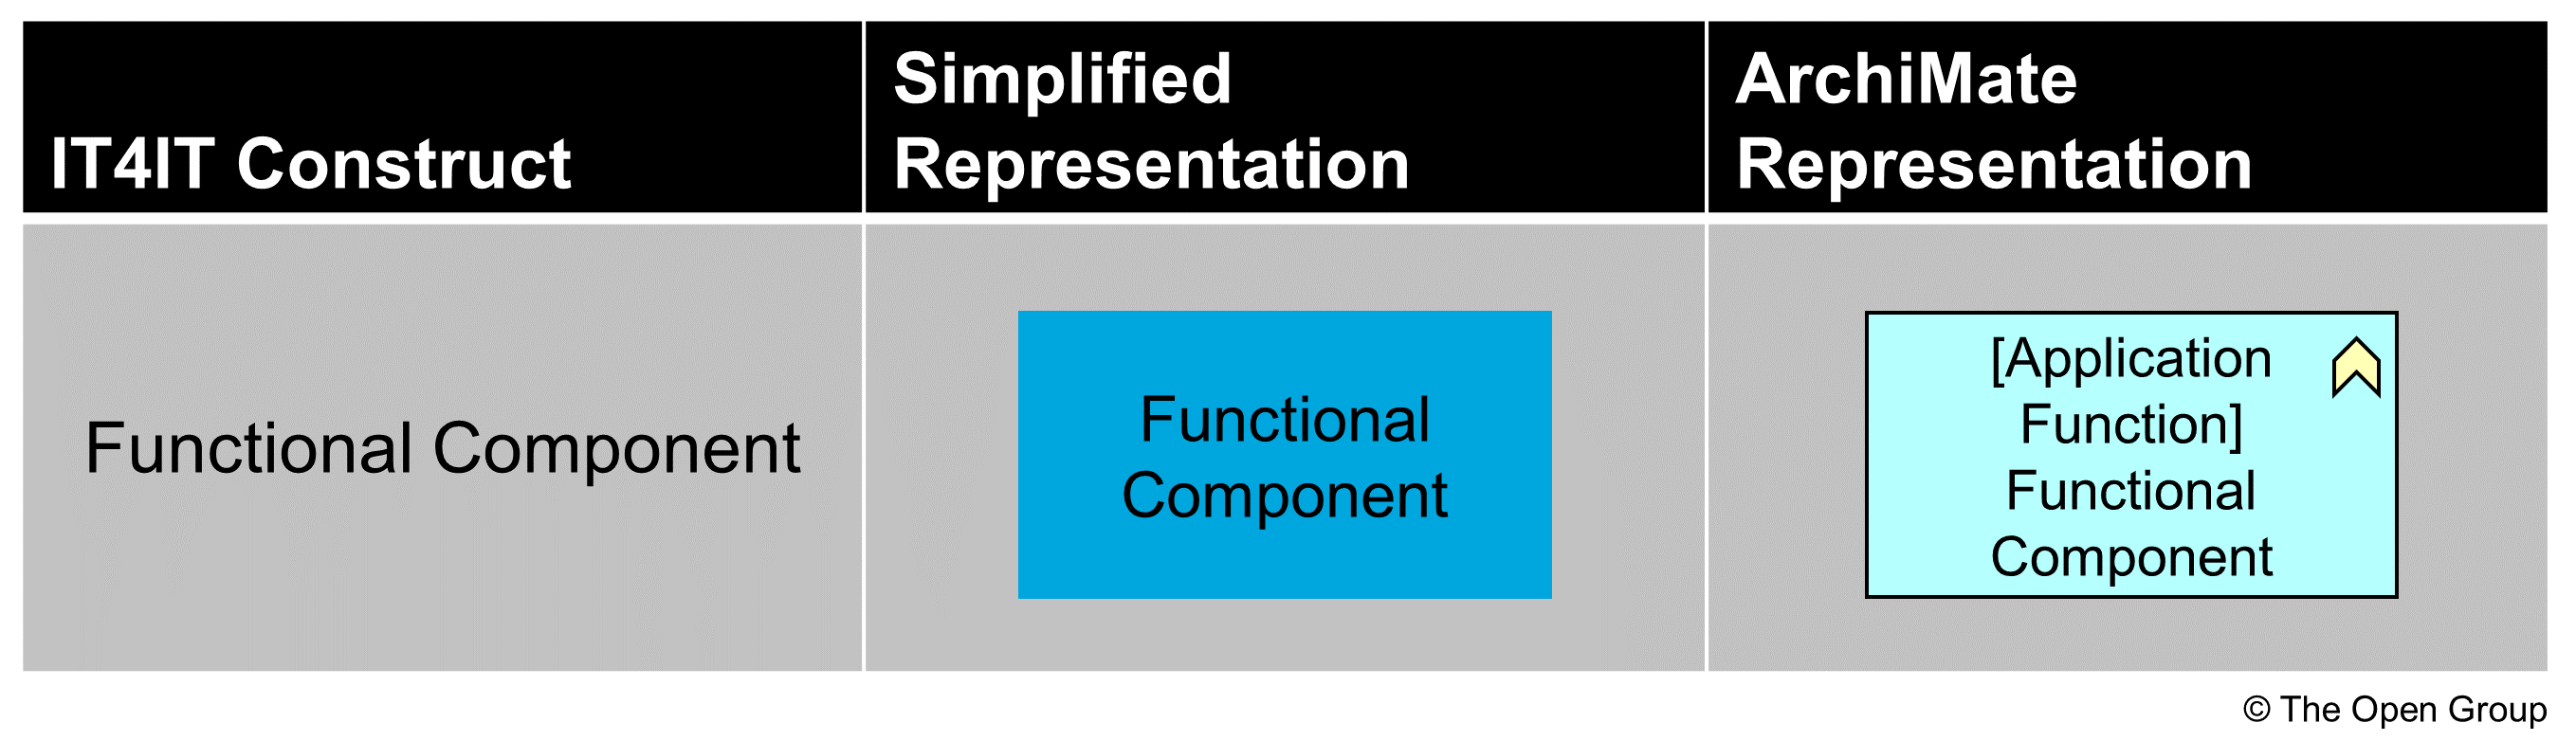 IT4IT Construct
Simplified
Representation
ArchiMate
Representation
Functional Component
Functional
Component
[Application
Function]
Functional
Component
© The Open Group